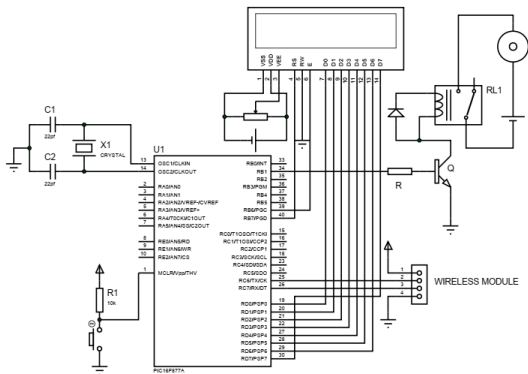 VSS
VDD
VEE
RS
RW
E
D0
D1
D2
D3
D4
D5
D6
D7
1
2
3
4
5
6
7
8
9
10
11
12
13
14
RL1
C1
22pf
X1
CRYSTAL
C2
22pf
U1
13 OSC1/CLKIN
14 OSC2/CLKOUT
2 RA0/AN0
3 RA1/AN1
4 RA2/AN2/VREF-/CVREF
5 RA3/AN3/VREF+
6 RA4/T0CKI/C1OUT
7 RA5/AN4/SS/C2OUT
8 RE0/AN5/RD
9 RE1/AN6/WR
10 RE2/AN7/CS
1 MCLR/Vpp/THV
RB0/INT 33
RB1 34
RB2 35
RB3/PGM 36
RB4 37
RB5 38
RB6/PGC 39
RB7/PGD 40
RC0/T1OSO/T1CKI 15
RC1/T1OSI/CCP2 16
RC2/CCP1 17
RC3/SCK/SCL 18
RC4/SDI/SDA 23
RC5/SDO 24
RC6/TX/CK 25
RC7/RX/DT 26
RD0/PSP0 19
RD1/PSP1 20
RD2/PSP2 21
RD3/PSP3 22
RD4/PSP4 27
RD5/PSP5 28
RD6/PSP6 29
RD7/PSP7 30
PIC16F877A
R1
10k
R
Q
1
2
3
4
WIRELESS MODULE